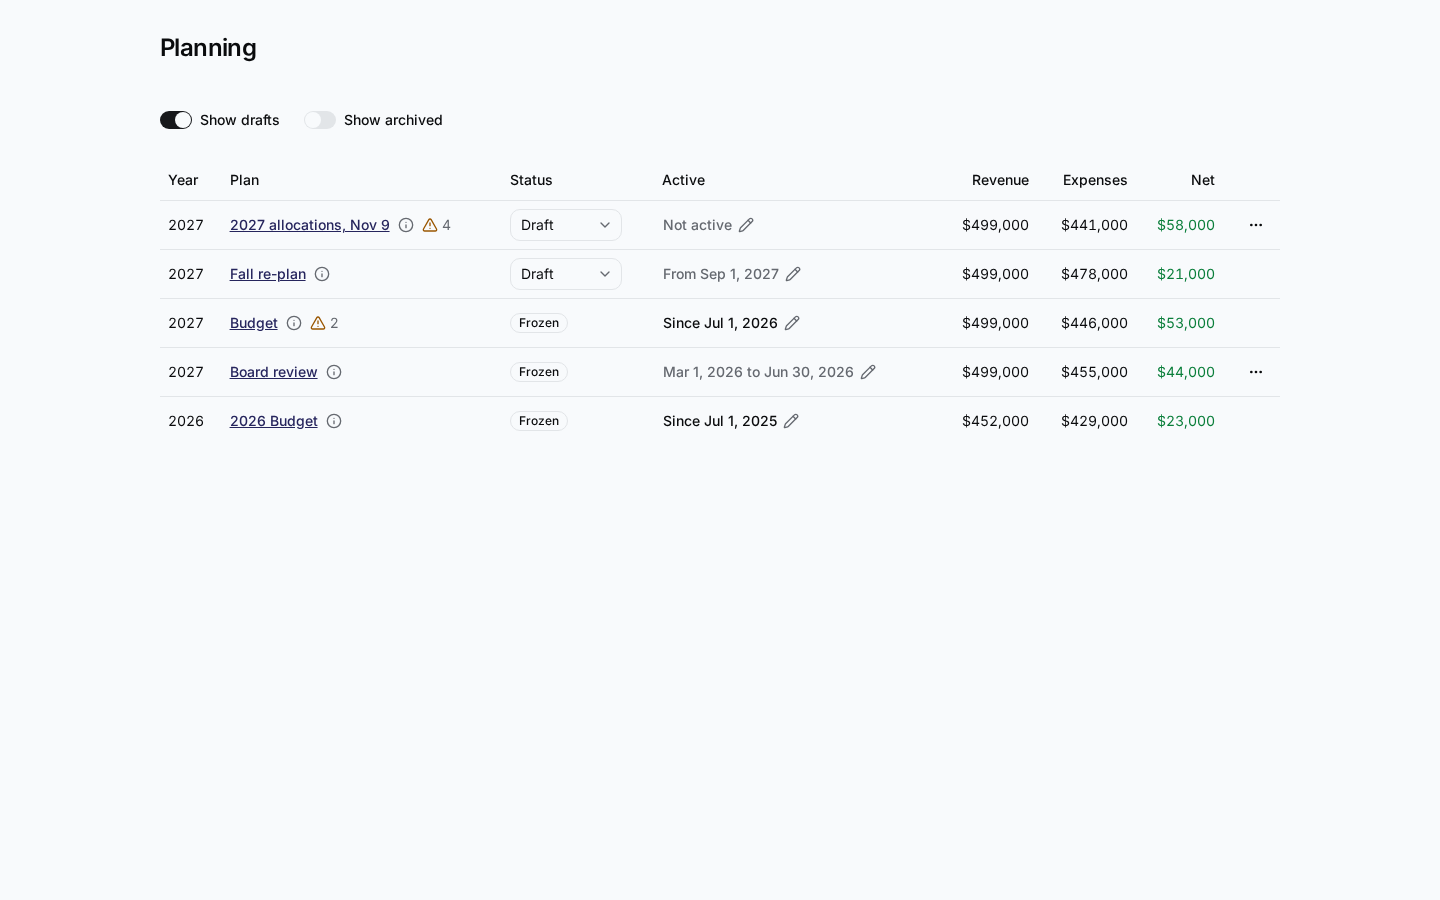 Planning
Show drafts Show archived
Year Plan Status Active Revenue Expenses Net
2027 2027 allocations, Nov 9 4 Draft Not active $499,000 $441,000 $58,000
2027 Fall re-plan Draft From Sep 1, 2027 $499,000 $478,000 $21,000
2027 Budget 2 Frozen Since Jul 1, 2026 $499,000 $446,000 $53,000
2027 Board review Frozen Mar 1, 2026 to Jun 30, 2026 $499,000 $455,000 $44,000
2026 2026 Budget Frozen Since Jul 1, 2025 $452,000 $429,000 $23,000